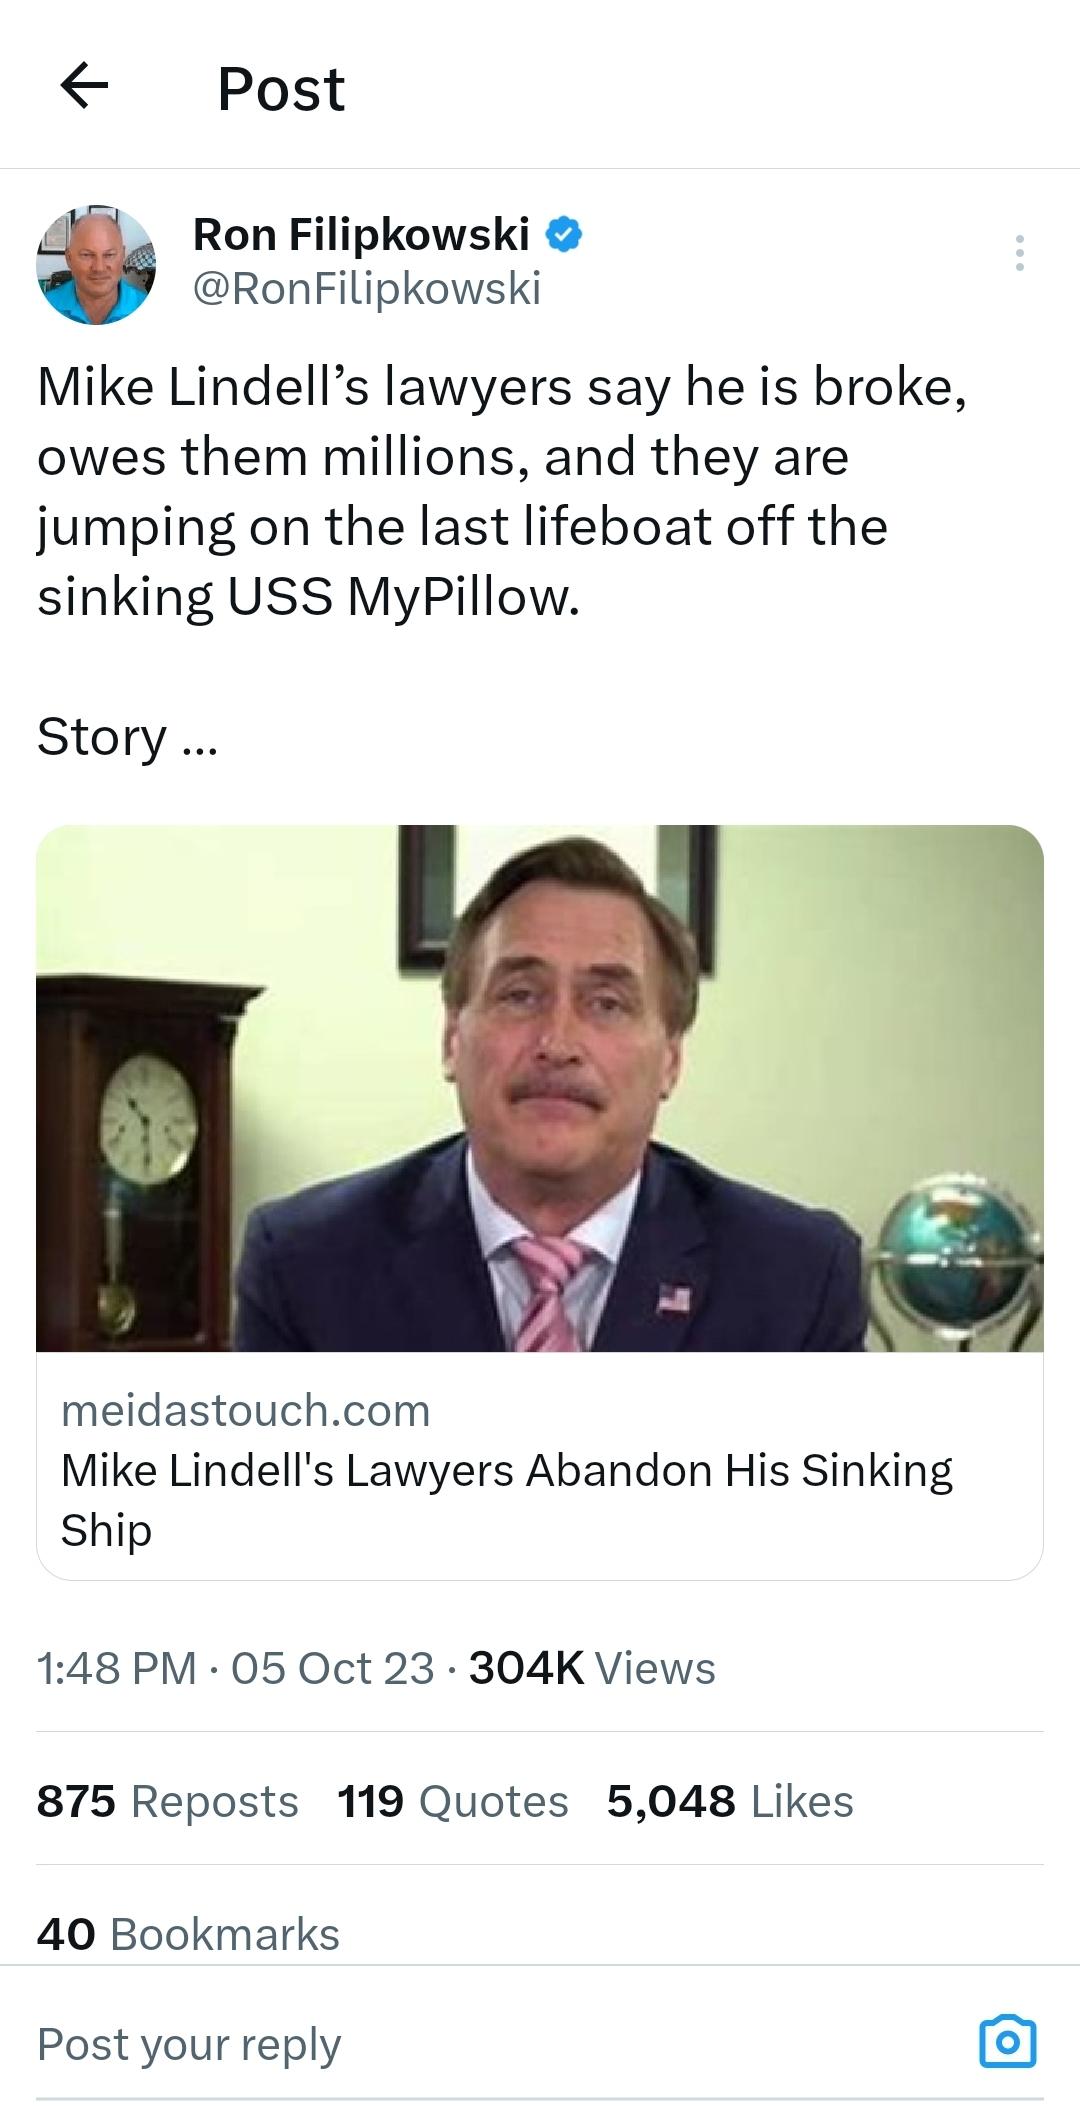 Post
Ron Filipkowski
@RonFilipkowski
Mike Lindell’s lawyers say he is broke,
owes them millions, and they are
jumping on the last lifeboat off the
sinking USS MyPillow.
Story ...
meidastouch.com
Mike Lindell's Lawyers Abandon His Sinking
Ship
1:48 PM · 05 Oct 23 · 304K Views
875 Reposts 119 Quotes 5,048 Likes
40 Bookmarks
Post your reply